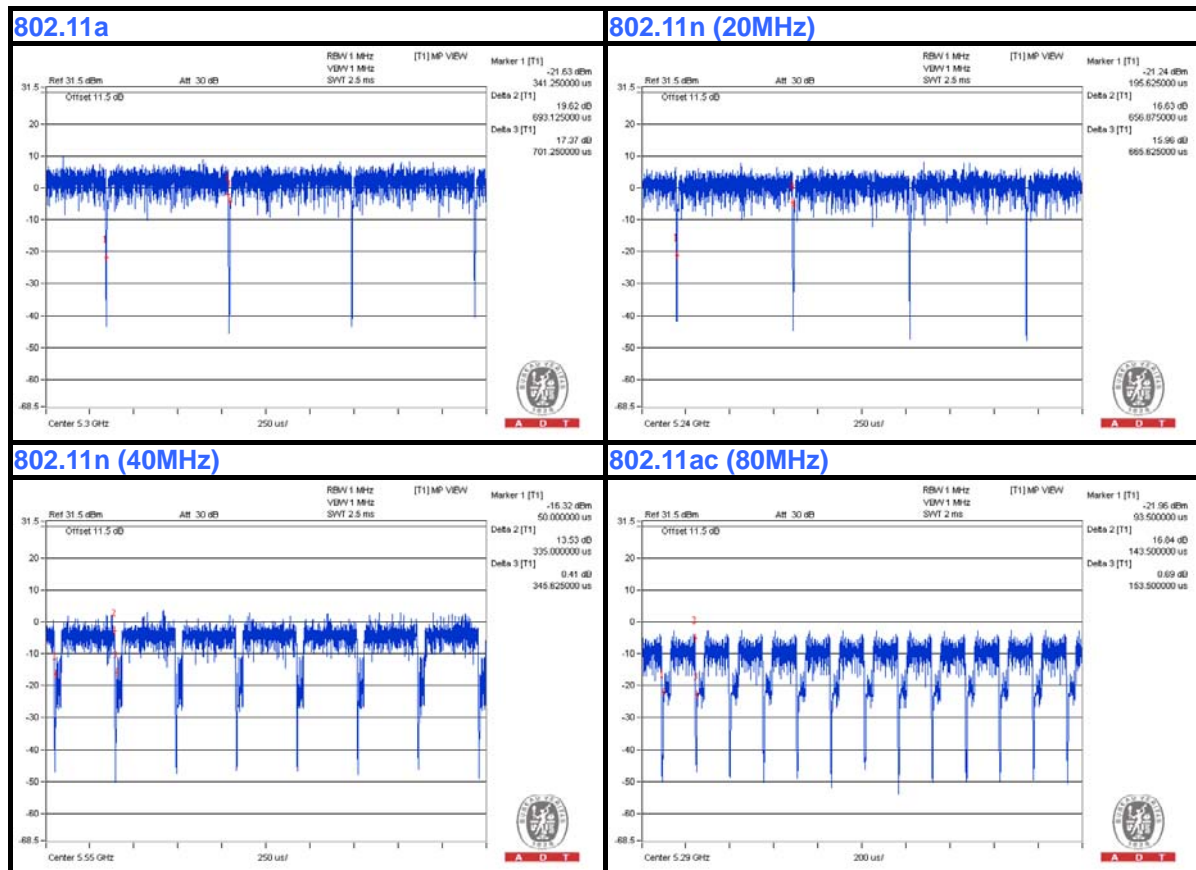 802.11a
RBW 1 MHz [T1] MP VIEW
VBW 1 MHz
Ref 31.5 dBm Att 30 dB SWT 2.5 ms
Marker 1 [T1]
-21.63 dBm
341.250000 us
Delta 2 [T1]
19.62 dB
693.125000 us
Delta 3 [T1]
17.37 dB
701.250000 us
31.5
Offset 11.5 dB
20
10
0
-10
-20
-30
-40
-50
-60
-68.5
1
Center 5.3 GHz 250 us/
A D T
802.11n (20MHz)
RBW 1 MHz [T1] MP VIEW
VBW 1 MHz
Ref 31.5 dBm Att 30 dB SWT 2.5 ms
Marker 1 [T1]
-21.24 dBm
195.625000 us
Delta 2 [T1]
16.63 dB
656.875000 us
Delta 3 [T1]
15.96 dB
665.625000 us
31.5
Offset 11.5 dB
20
10
0
-10
-20
-30
-40
-50
-60
-68.5
1
Center 5.24 GHz 250 us/
A D T
802.11n (40MHz)
RBW 1 MHz [T1] MP VIEW
VBW 1 MHz
Ref 31.5 dBm Att 30 dB SWT 2.5 ms
Marker 1 [T1]
-16.32 dBm
50.000000 us
Delta 2 [T1]
13.53 dB
335.000000 us
Delta 3 [T1]
0.41 dB
345.625000 us
31.5
Offset 11.5 dB
20
10
0
-10
-20
-30
-40
-50
-60
-68.5
2
Center 5.55 GHz 250 us/
A D T
802.11ac (80MHz)
RBW 1 MHz [T1] MP VIEW
VBW 1 MHz
Ref 31.5 dBm Att 30 dB SWT 2 ms
Marker 1 [T1]
-21.96 dBm
93.500000 us
Delta 2 [T1]
16.84 dB
143.500000 us
Delta 3 [T1]
0.69 dB
153.500000 us
31.5
Offset 11.5 dB
20
10
0
-10
-20
-30
-40
-50
-60
-68.5
Center 5.29 GHz 200 us/
A D T